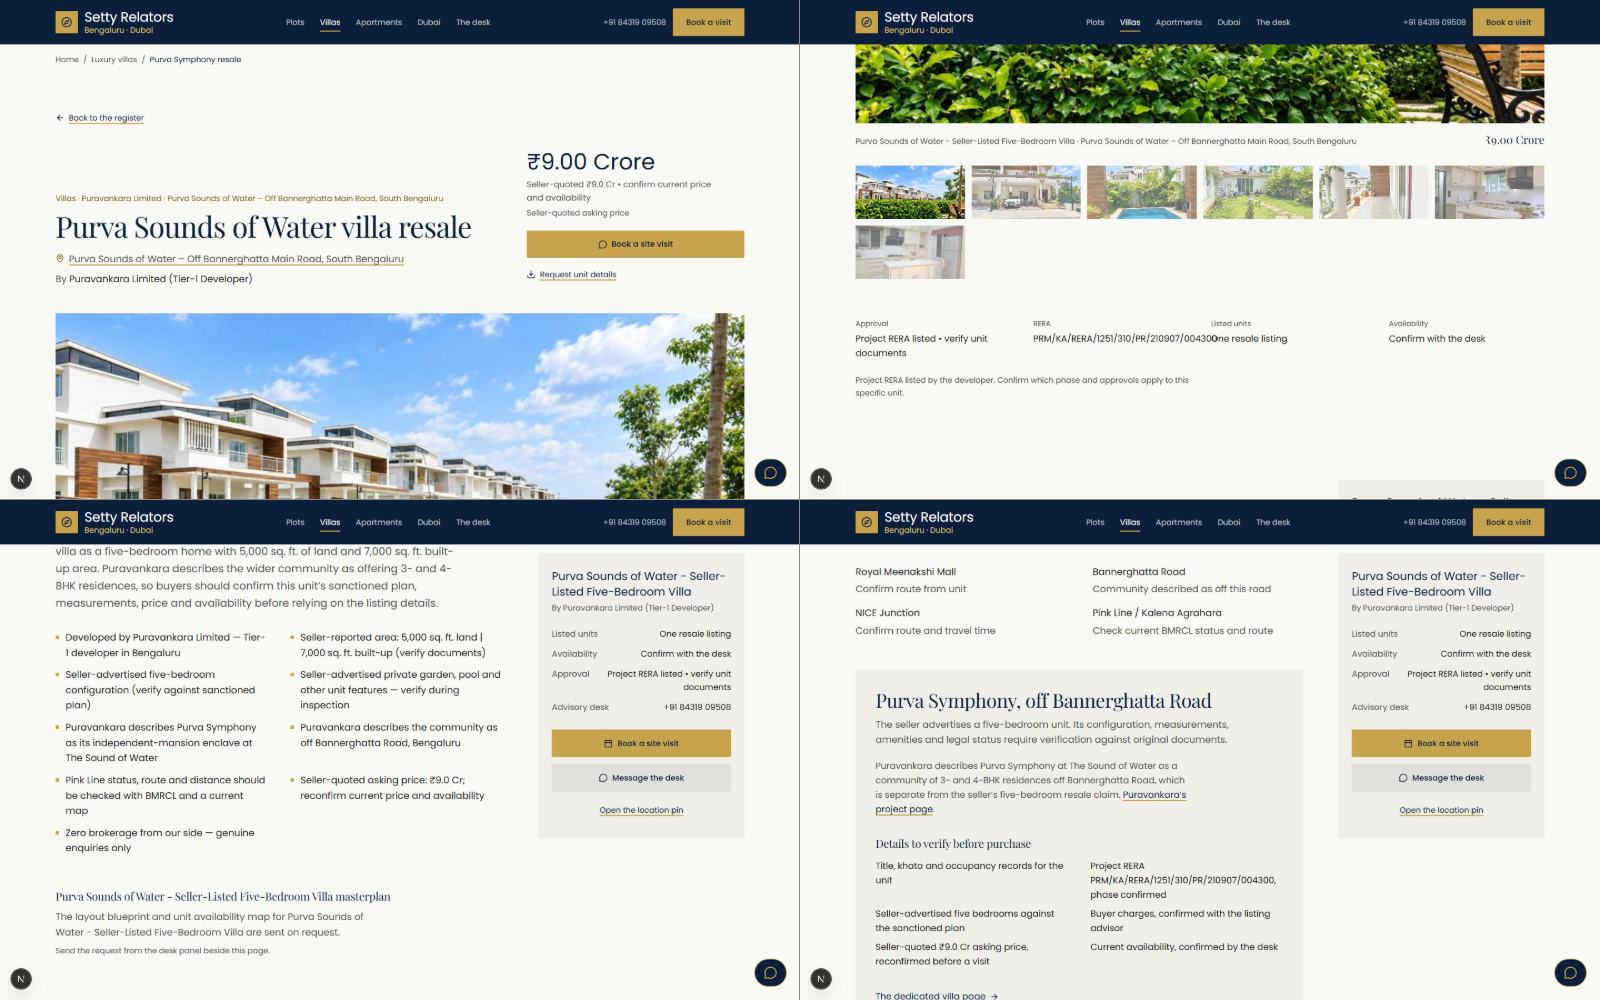 Setty Relators
Bengaluru · Dubai
Plots
Villas
Apartments
Dubai
The desk
+91 84319 09508
Book a visit
Home / Luxury villas / Purva Symphony resale
Back to the register
Villas · Puravankara Limited · Purva Sounds of Water – Off Bannerghatta Main Road, South Bengaluru
Purva Sounds of Water villa resale
Purva Sounds of Water – Off Bannerghatta Main Road, South Bengaluru
By Puravankara Limited (Tier-1 Developer)
₹9.00 Crore
Seller-quoted ₹9.0 Cr • confirm current price
and availability
Seller-quoted asking price
Book a site visit
Request unit details
N
Setty Relators
Bengaluru · Dubai
Plots
Villas
Apartments
Dubai
The desk
+91 84319 09508
Book a visit
Purva Sounds of Water - Seller-Listed Five-Bedroom Villa · Purva Sounds of Water – Off Bannerghatta Main Road, South Bengaluru
₹9.00 Crore
Approval
Project RERA listed • verify unit
documents
RERA
PRM/KA/RERA/1251/310/PR/210907/004300
Listed units
One resale listing
Availability
Confirm with the desk
Project RERA listed by the developer. Confirm which phase and approvals apply to this
specific unit.
N
Setty Relators
Bengaluru · Dubai
Plots
Villas
Apartments
Dubai
The desk
+91 84319 09508
Book a visit
villa as a five-bedroom home with 5,000 sq. ft. of land and 7,000 sq. ft. built-
up area. Puravankara describes the wider community as offering 3- and 4-
BHK residences, so buyers should confirm this unit's sanctioned plan,
measurements, price and availability before relying on the listing details.
Developed by Puravankara Limited — Tier-
1 developer in Bengaluru
Seller-reported area: 5,000 sq. ft. land |
7,000 sq. ft. built-up (verify documents)
Seller-advertised five-bedroom
configuration (verify against sanctioned
plan)
Seller-advertised private garden, pool and
other unit features — verify during
inspection
Puravankara describes Purva Symphony
as its independent-mansion enclave at
The Sound of Water
Puravankara describes the community as
off Bannerghatta Road, Bengaluru
Pink Line status, route and distance should
be checked with BMRCL and a current
map
Seller-quoted asking price: ₹9.0 Cr;
reconfirm current price and availability
Zero brokerage from our side — genuine
enquiries only
Purva Sounds of Water - Seller-Listed Five-Bedroom Villa masterplan
The layout blueprint and unit availability map for Purva Sounds of
Water - Seller-Listed Five-Bedroom Villa are sent on request.
Send the request from the desk panel beside this page.
Purva Sounds of Water - Seller-
Listed Five-Bedroom Villa
By Puravankara Limited (Tier-1 Developer)
Listed units One resale listing
Availability Confirm with the desk
Approval Project RERA listed • verify unit
documents
Advisory desk +91 84319 09508
Book a site visit
Message the desk
Open the location pin
N
Setty Relators
Bengaluru · Dubai
Plots
Villas
Apartments
Dubai
The desk
+91 84319 09508
Book a visit
Royal Meenakshi Mall
Confirm route from unit
Bannerghatta Road
Community described as off this road
NICE Junction
Confirm route and travel time
Pink Line / Kalena Agrahara
Check current BMRCL status and route
Purva Symphony, off Bannerghatta Road
The seller advertises a five-bedroom unit. Its configuration, measurements,
amenities and legal status require verification against original documents.
Puravankara describes Purva Symphony at The Sound of Water as a
community of 3- and 4-BHK residences off Bannerghatta Road, which
is separate from the seller's five-bedroom resale claim. Puravankara's
project page.
Details to verify before purchase
Title, khata and occupancy records for the
unit
Project RERA
PRM/KA/RERA/1251/310/PR/210907/004300,
phase confirmed
Seller-advertised five bedrooms against
the sanctioned plan
Buyer charges, confirmed with the listing
advisor
Seller-quoted ₹9.0 Cr asking price,
reconfirmed before a visit
Current availability, confirmed by the desk
The dedicated villa page →
Purva Sounds of Water - Seller-
Listed Five-Bedroom Villa
By Puravankara Limited (Tier-1 Developer)
Listed units One resale listing
Availability Confirm with the desk
Approval Project RERA listed • verify unit
documents
Advisory desk +91 84319 09508
Book a site visit
Message the desk
Open the location pin
N